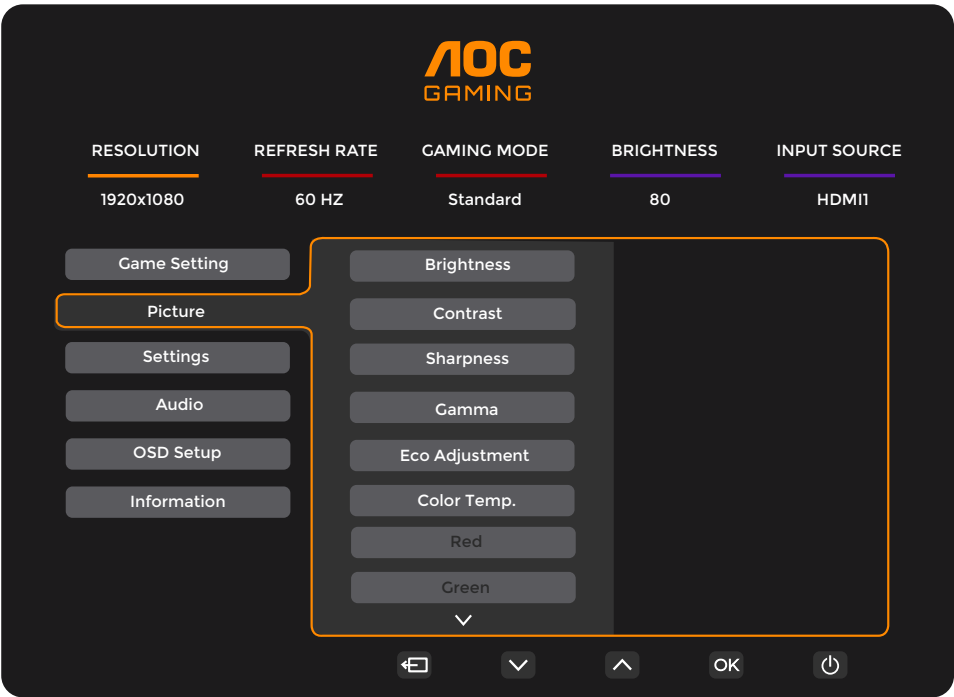 AOC
GAMING
RESOLUTION REFRESH RATE GAMING MODE BRIGHTNESS INPUT SOURCE
1920x1080 60 HZ Standard 80 HDMI1
Game Setting
Picture
Settings
Audio
OSD Setup
Information
Brightness
Contrast
Sharpness
Gamma
Eco Adjustment
Color Temp.
Red
Green
OK